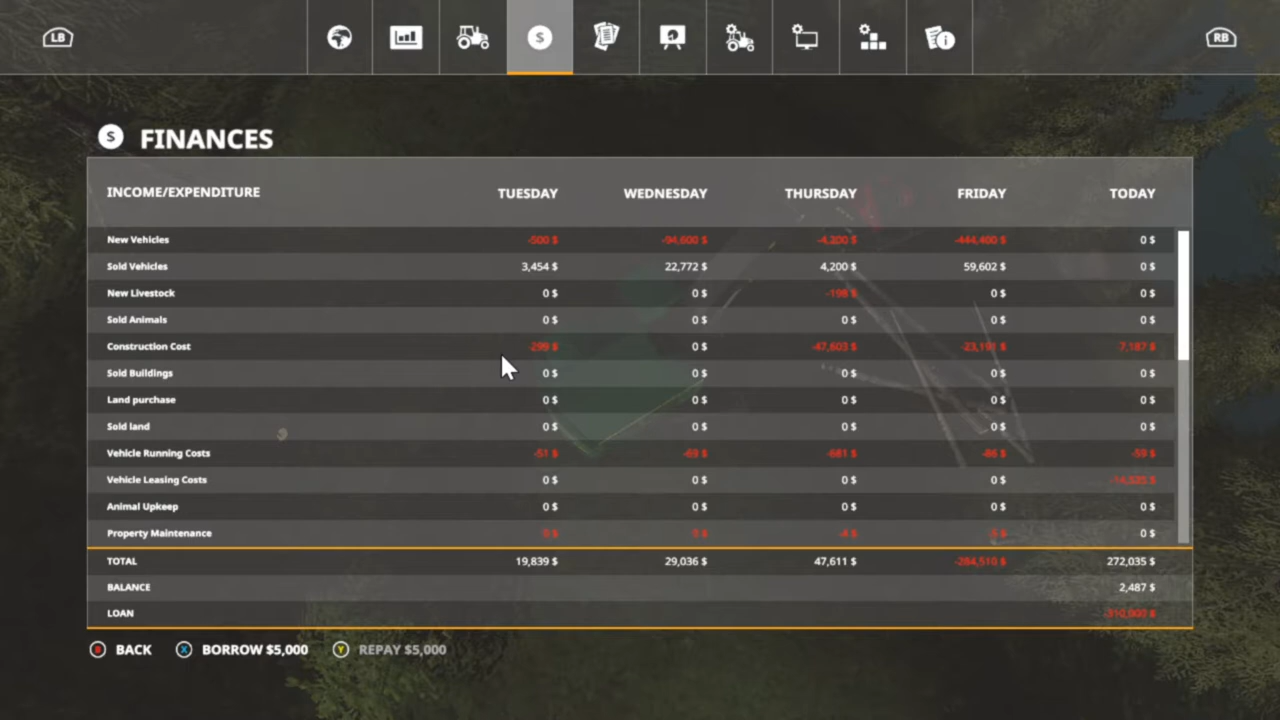 LB RB
FINANCES
INCOME/EXPENDITURE TUESDAY WEDNESDAY THURSDAY FRIDAY TODAY
New Vehicles -500 $ -94,600 $ -4,200 $ -444,400 $ 0 $
Sold Vehicles 3,454 $ 22,772 $ 4,200 $ 59,602 $ 0 $
New Livestock 0 $ 0 $ -198 $ 0 $ 0 $
Sold Animals 0 $ 0 $ 0 $ 0 $ 0 $
Construction Cost -299 $ 0 $ -47,603 $ -23,191 $ -7,187 $
Sold Buildings 0 $ 0 $ 0 $ 0 $ 0 $
Land purchase 0 $ 0 $ 0 $ 0 $ 0 $
Sold land 0 $ 0 $ 0 $ 0 $ 0 $
Vehicle Running Costs -51 $ -69 $ -681 $ -86 $ -59 $
Vehicle Leasing Costs 0 $ 0 $ 0 $ 0 $
Animal Upkeep 0 $ 0 $ 0 $ 0 $ 0 $
Property Maintenance 0 $
TOTAL 19,839 $ 29,036 $ 47,611 $ -284,510 $ 272,035 $
BALANCE 2,487 $
LOAN -310,000 $
B BACK X BORROW $5,000 Y REPAY $5,000